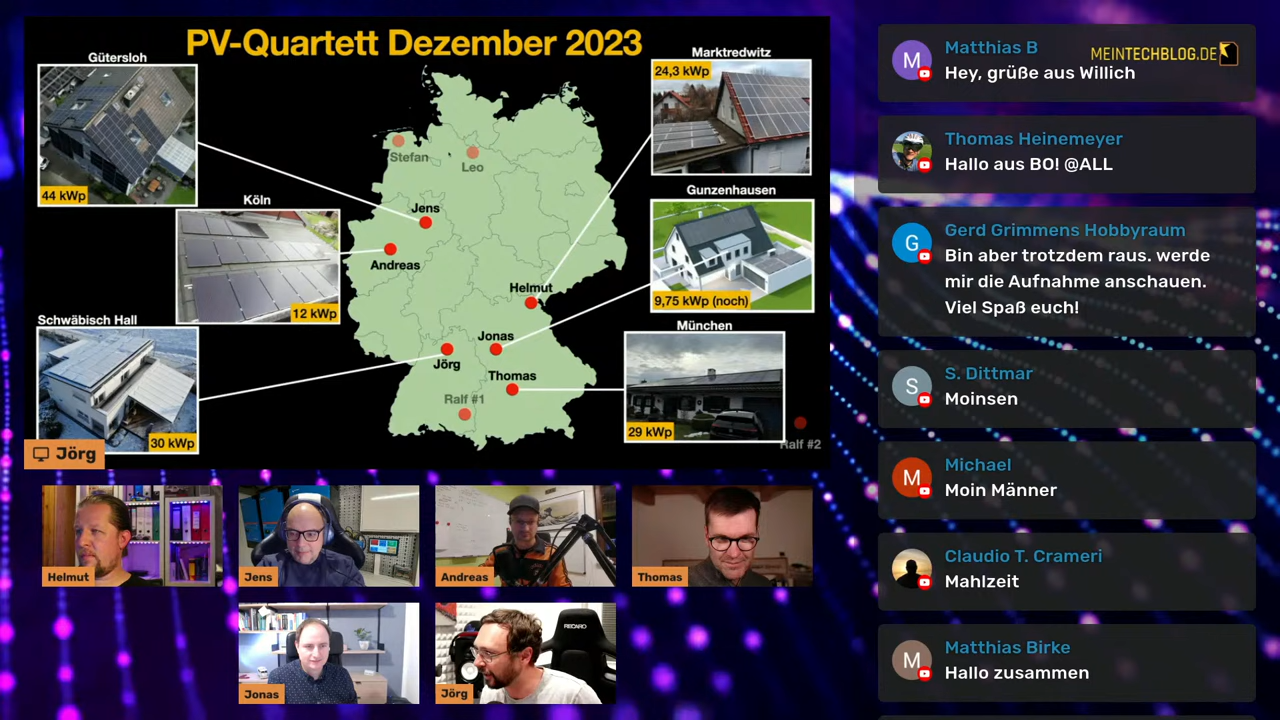 PV-Quartett Dezember 2023
Gütersloh
44 kWp
Köln
12 kWp
Schwäbisch Hall
30 kWp
Marktredwitz
24,3 kWp
Gunzenhausen
9,75 kWp (noch)
München
29 kWp
Stefan
Leo
Jens
Andreas
Helmut
Jonas
Jörg
Thomas
Ralf #1
Ralf #2
Jörg
Helmut
Jens
Andreas
Thomas
Jonas
Jörg
RECARO
MEINTECHBLOG.DE
M
Matthias B
Hey, grüße aus Willich
Thomas Heinemeyer
Hallo aus BO! @ALL
G
Gerd Grimmens Hobbyraum
Bin aber trotzdem raus. werde
mir die Aufnahme anschauen.
Viel Spaß euch!
S
S. Dittmar
Moinsen
M
Michael
Moin Männer
Claudio T. Crameri
Mahlzeit
M
Matthias Birke
Hallo zusammen